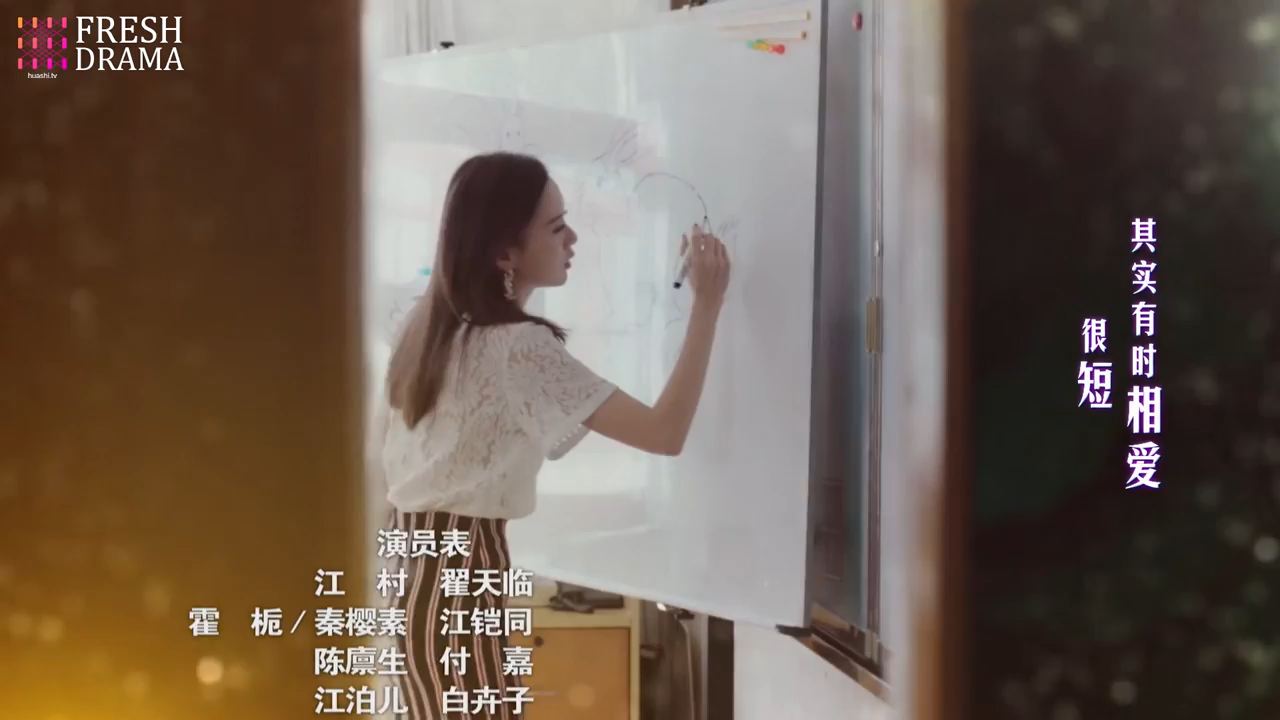 FRESH
DRAMA
huashi.tv
其实有时相爱
很短
演员表
江 村 翟天临
霍 栀/秦樱素 江铠同
陈廪生 付 嘉
江泊儿 白卉子